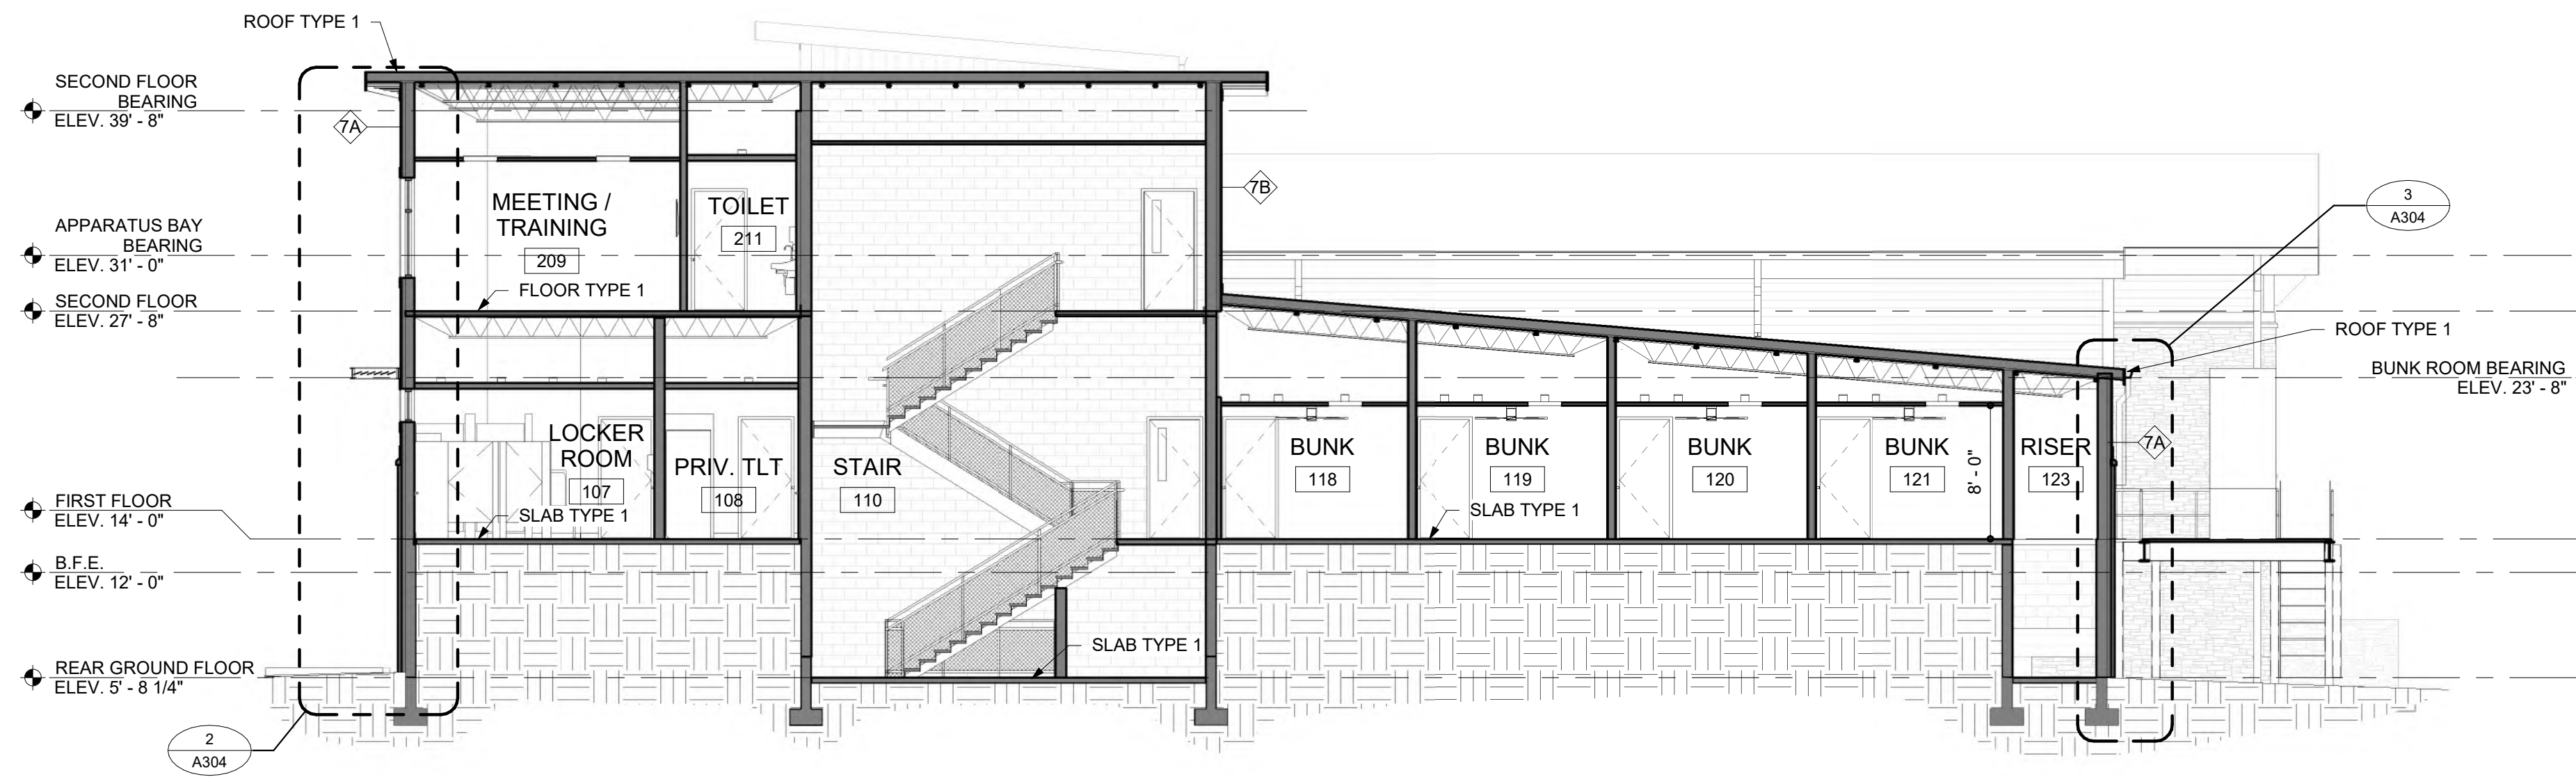 ROOF TYPE 1
SECOND FLOOR
BEARING
ELEV. 39' - 8"
7A
APPARATUS BAY
BEARING
ELEV. 31' - 0"
SECOND FLOOR
ELEV. 27' - 8"
FIRST FLOOR
ELEV. 14' - 0"
B.F.E.
ELEV. 12' - 0"
REAR GROUND FLOOR
ELEV. 5' - 8 1/4"
2
A304
MEETING /
TRAINING
209
TOILET
211
FLOOR TYPE 1
7B
3
A304
ROOF TYPE 1
BUNK ROOM BEARING
ELEV. 23' - 8"
LOCKER
ROOM
107
PRIV. TLT
108
SLAB TYPE 1
STAIR
110
SLAB TYPE 1
BUNK
118
BUNK
119
SLAB TYPE 1
BUNK
120
BUNK
121
8' - 0"
RISER
123
7A